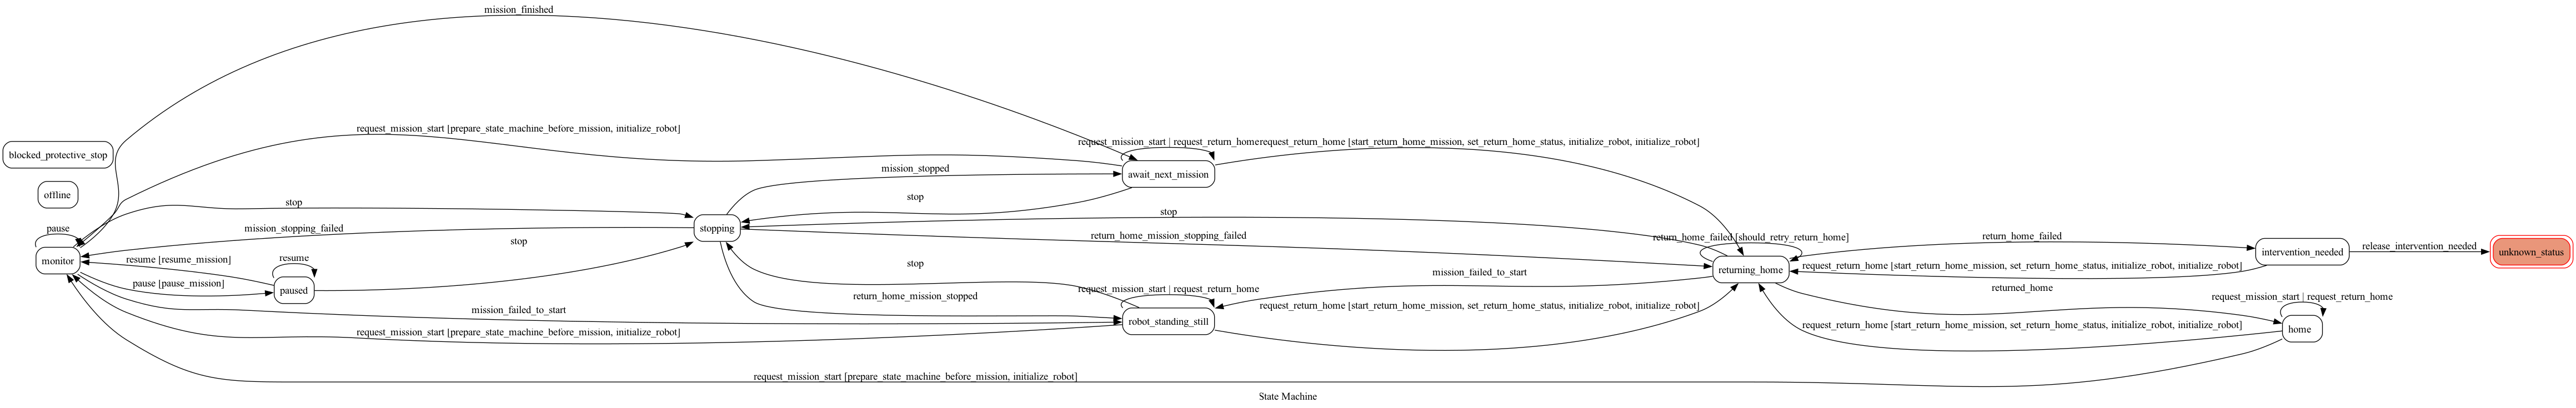 mission_finished
request_mission_start [prepare_state_machine_before_mission, initialize_robot]
request_mission_start | request_return_home
request_return_home [start_return_home_mission, set_return_home_status, initialize_robot, initialize_robot]
blocked_protective_stop
mission_stopped
await_next_mission
offline
stop
stop
stop
pause
mission_stopping_failed
stopping
return_home_mission_stopping_failed
return_home_failed [should_retry_return_home]
return_home_failed
release_intervention_needed
stop
monitor
resume [resume_mission]
resume
stop
intervention_needed
unknown_status
request_return_home [start_return_home_mission, set_return_home_status, initialize_robot, initialize_robot]
returning_home
mission_failed_to_start
pause [pause_mission]
paused
request_mission_start | request_return_home
returned_home
return_home_mission_stopped
request_mission_start | request_return_home
mission_failed_to_start
request_return_home [start_return_home_mission, set_return_home_status, initialize_robot, initialize_robot]
robot_standing_still
request_return_home [start_return_home_mission, set_return_home_status, initialize_robot, initialize_robot]
home
request_mission_start [prepare_state_machine_before_mission, initialize_robot]
request_mission_start [prepare_state_machine_before_mission, initialize_robot]
State Machine